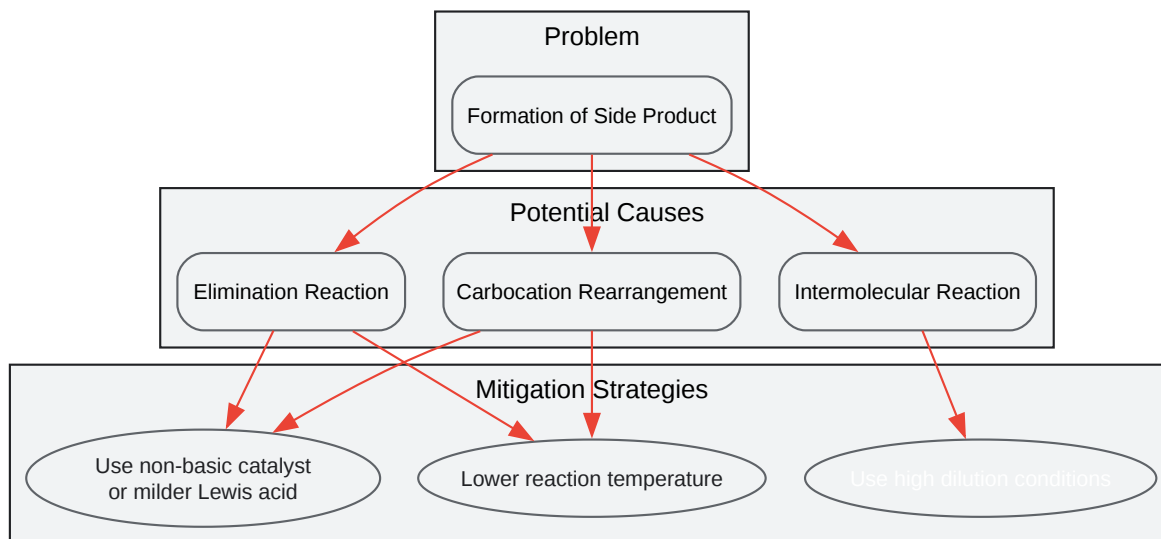 Problem
Formation of Side Product
Potential Causes
Elimination Reaction
Carbocation Rearrangement
Intermolecular Reaction
Mitigation Strategies
Use non-basic catalyst
or milder Lewis acid
Lower reaction temperature
Use high dilution conditions